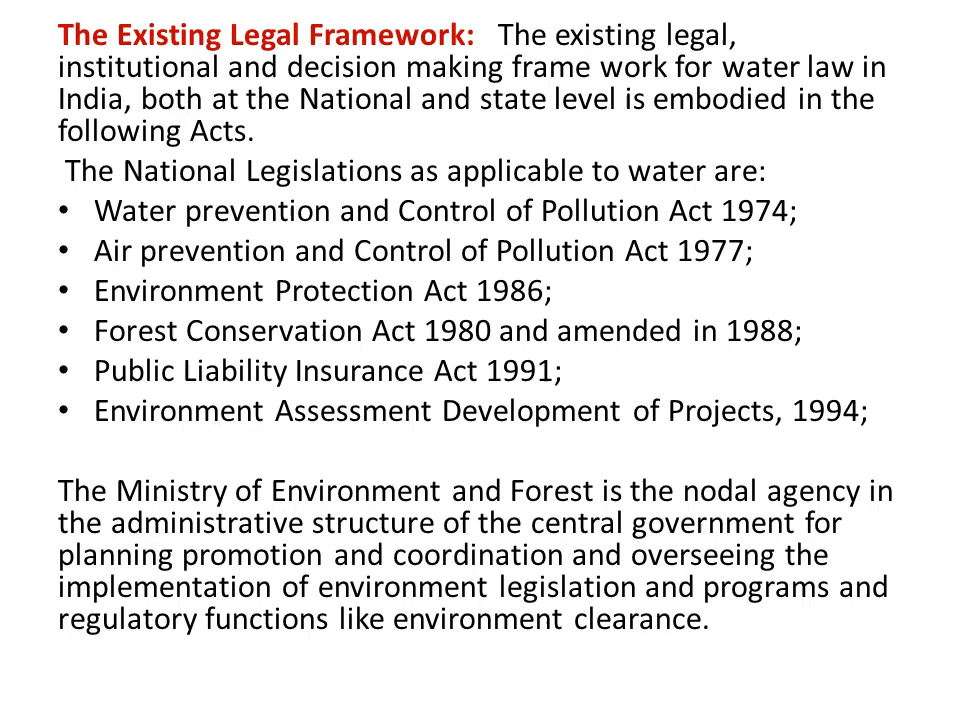 The Existing Legal Framework: The existing legal,
institutional and decision making frame work for water law in
India, both at the National and state level is embodied in the
following Acts.
The National Legislations as applicable to water are:
• Water prevention and Control of Pollution Act 1974;
• Air prevention and Control of Pollution Act 1977;
• Environment Protection Act 1986;
• Forest Conservation Act 1980 and amended in 1988;
• Public Liability Insurance Act 1991;
• Environment Assessment Development of Projects, 1994;
The Ministry of Environment and Forest is the nodal agency in
the administrative structure of the central government for
planning promotion and coordination and overseeing the
implementation of environment legislation and programs and
regulatory functions like environment clearance.